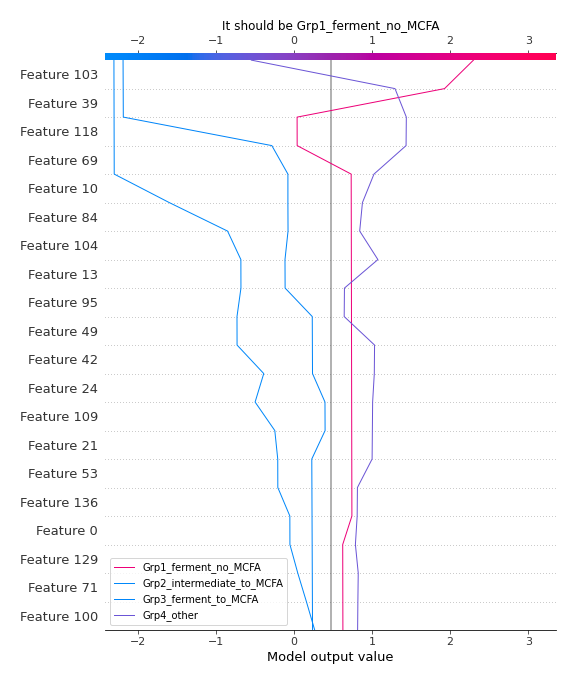 It should be Grp1_ferment_no_MCFA
−2 −1 0 1 2 3
Feature 103
Feature 39
Feature 118
Feature 69
Feature 10
Feature 84
Feature 104
Feature 13
Feature 95
Feature 49
Feature 42
Feature 24
Feature 109
Feature 21
Feature 53
Feature 136
Feature 0
Feature 129
Feature 71
Feature 100
Grp1_ferment_no_MCFA
Grp2_intermediate_to_MCFA
Grp3_ferment_to_MCFA
Grp4_other
−2 −1 0 1 2 3
Model output value